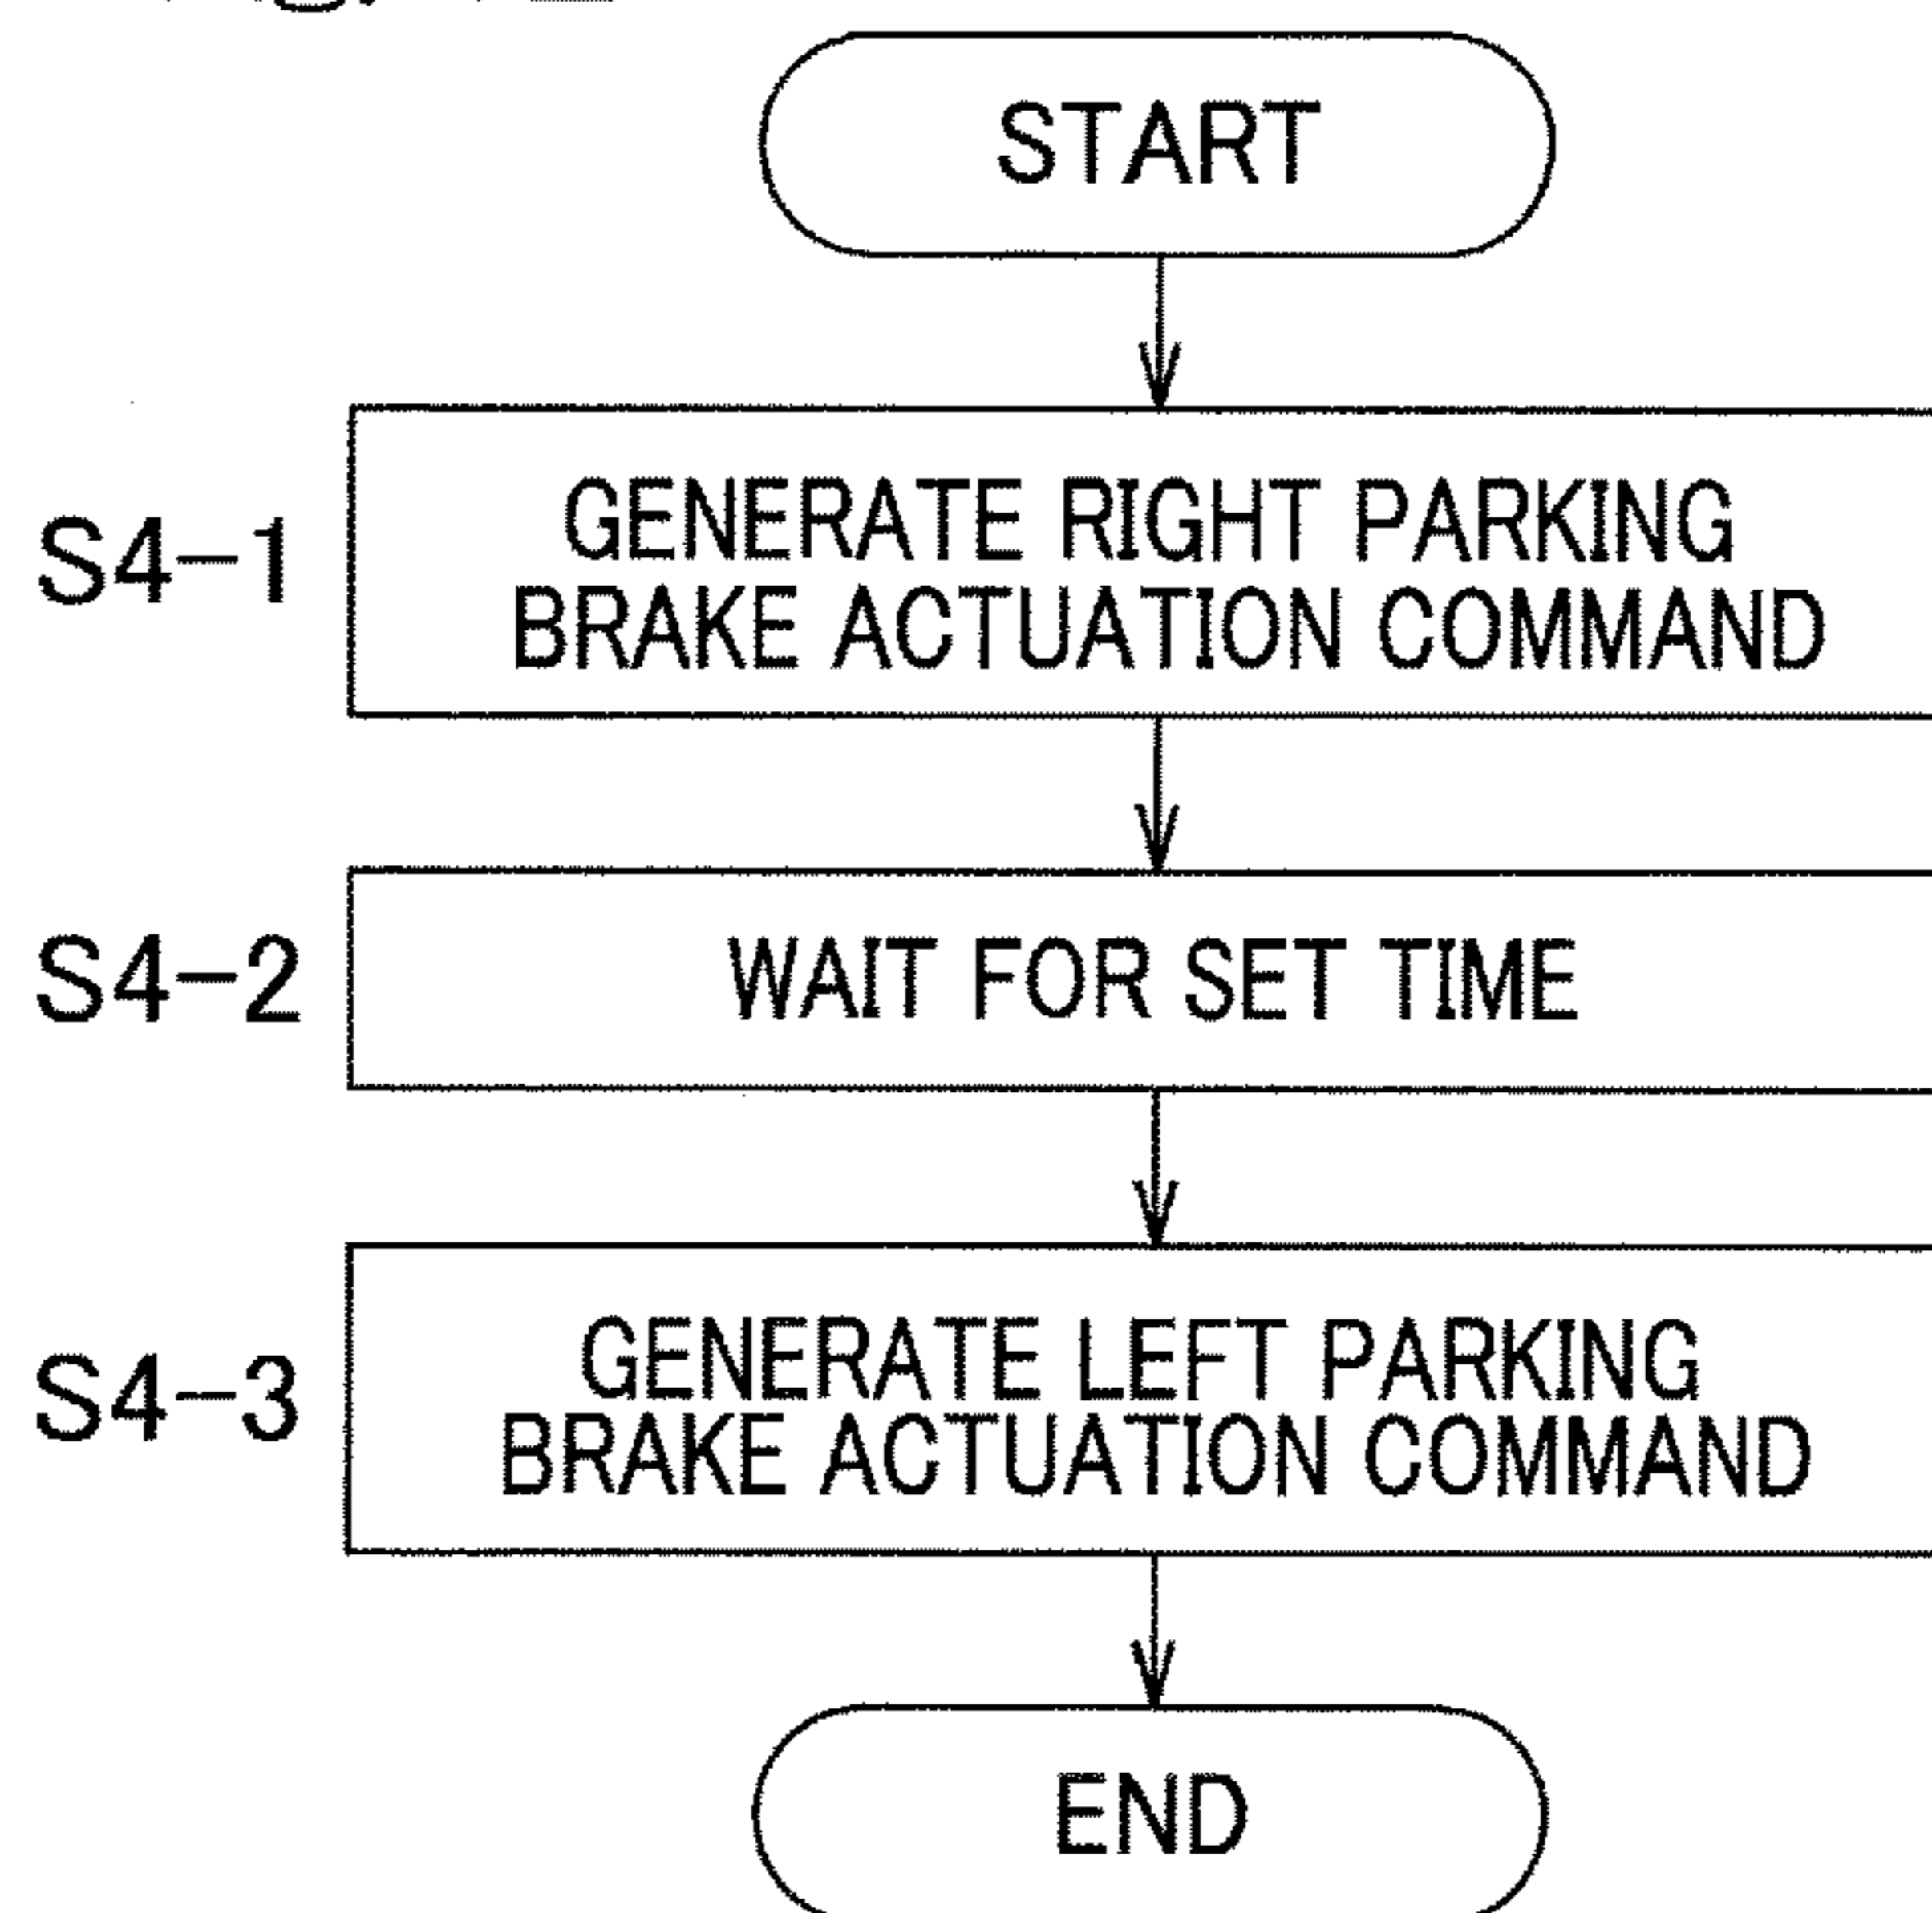 START
S4-1
GENERATE RIGHT PARKING
BRAKE ACTUATION COMMAND
S4-2
WAIT FOR SET TIME
S4-3
GENERATE LEFT PARKING
BRAKE ACTUATION COMMAND
END